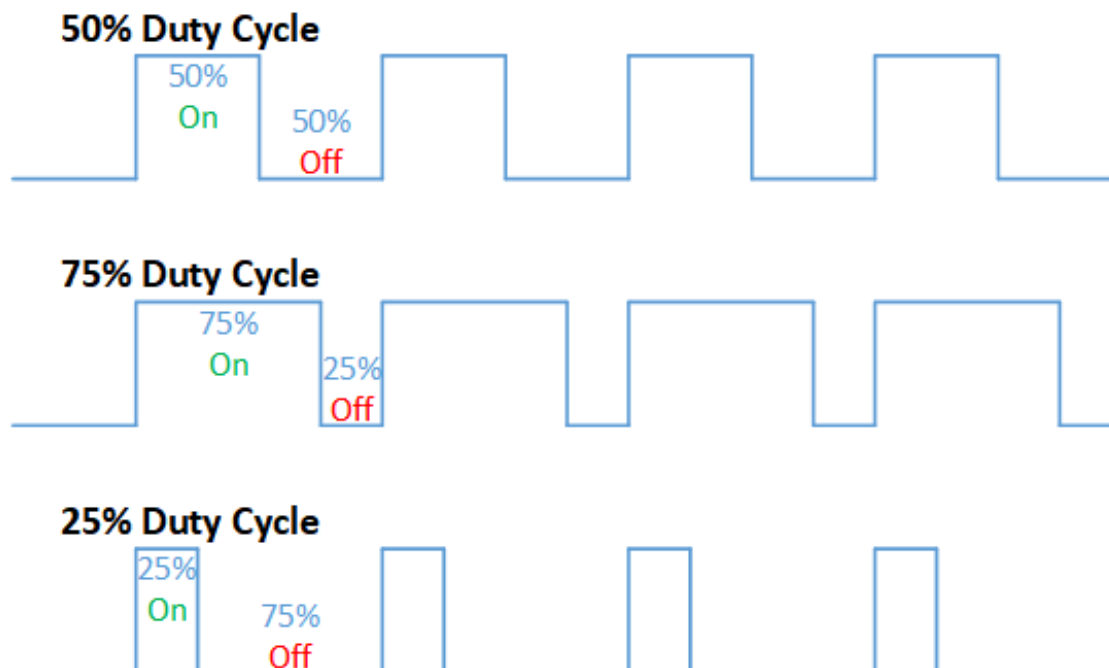 50% Duty Cycle
50%
On
50%
Off
75% Duty Cycle
75%
On
25%
Off
25% Duty Cycle
25%
On
75%
Off